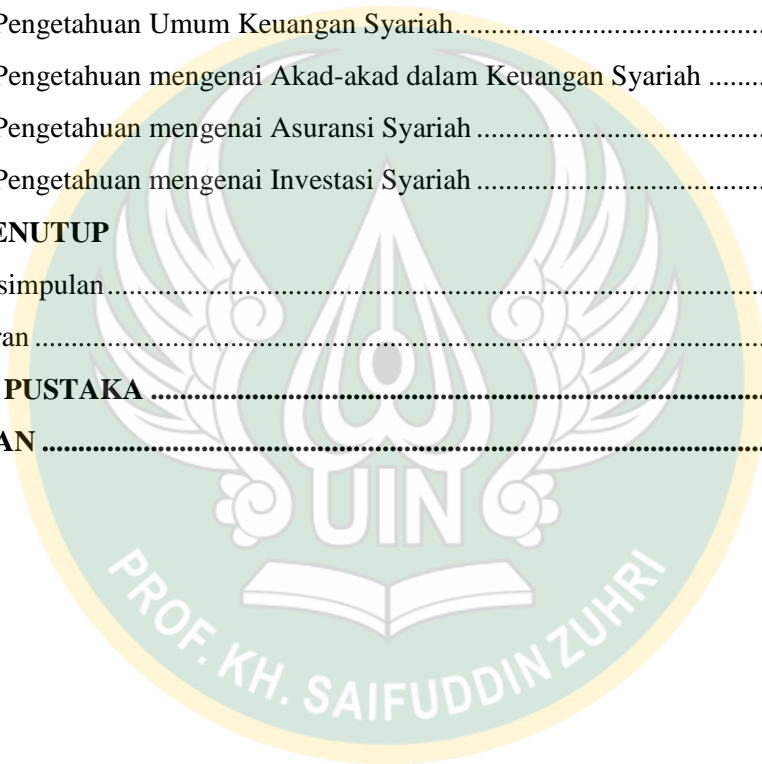 Pengetahuan Umum Keuangan Syariah..........................................
Pengetahuan mengenai Akad-akad dalam Keuangan Syariah ........
Pengetahuan mengenai Asuransi Syariah .......................................
Pengetahuan mengenai Investasi Syariah .......................................
ENUTUP
simpulan...........................................................................................
ran ....................................................................................................
PUSTAKA .....................................................................................
AN ....................................................................................................
UIN
PROF. KH. SAIFUDDIN ZUHRI